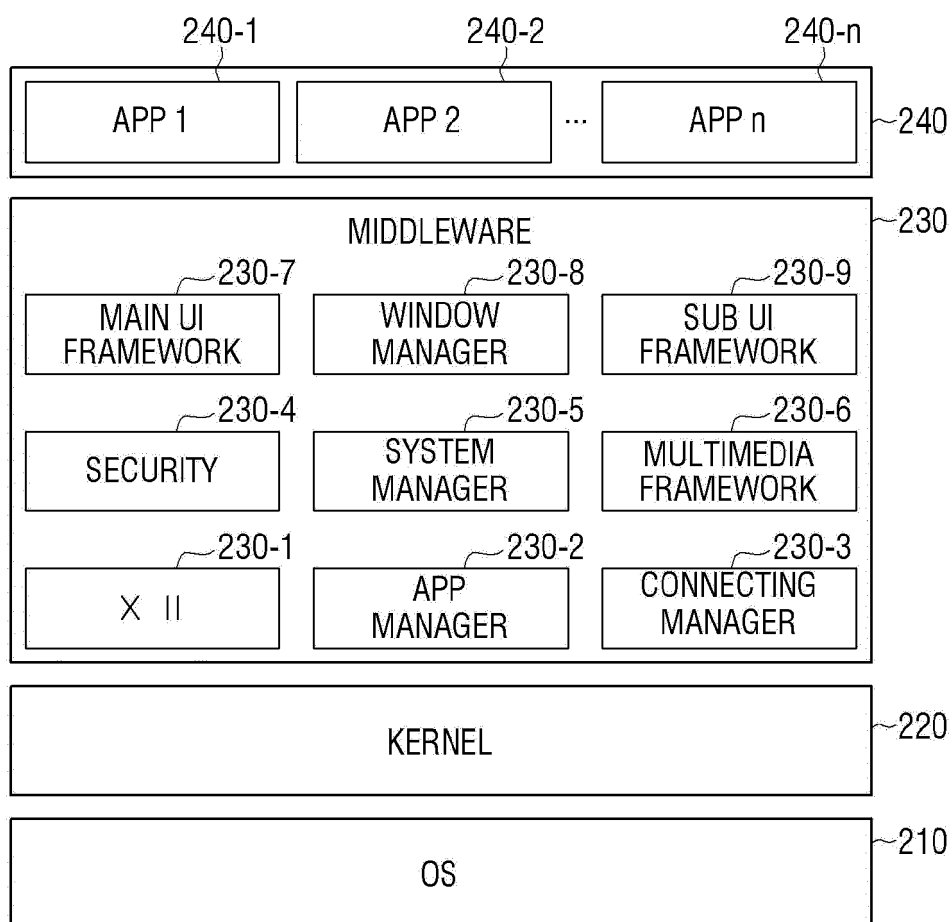 240-1 240-2 240-n
APP 1 APP 2 ... APP n 240
230
MIDDLEWARE
230-7 230-8 230-9
MAIN UI FRAMEWORK
WINDOW MANAGER
SUB UI FRAMEWORK
230-4 230-5 230-6
SECURITY
SYSTEM MANAGER
MULTIMEDIA FRAMEWORK
230-1 230-2 230-3
X II
APP MANAGER
CONNECTING MANAGER
KERNEL 220
210
OS